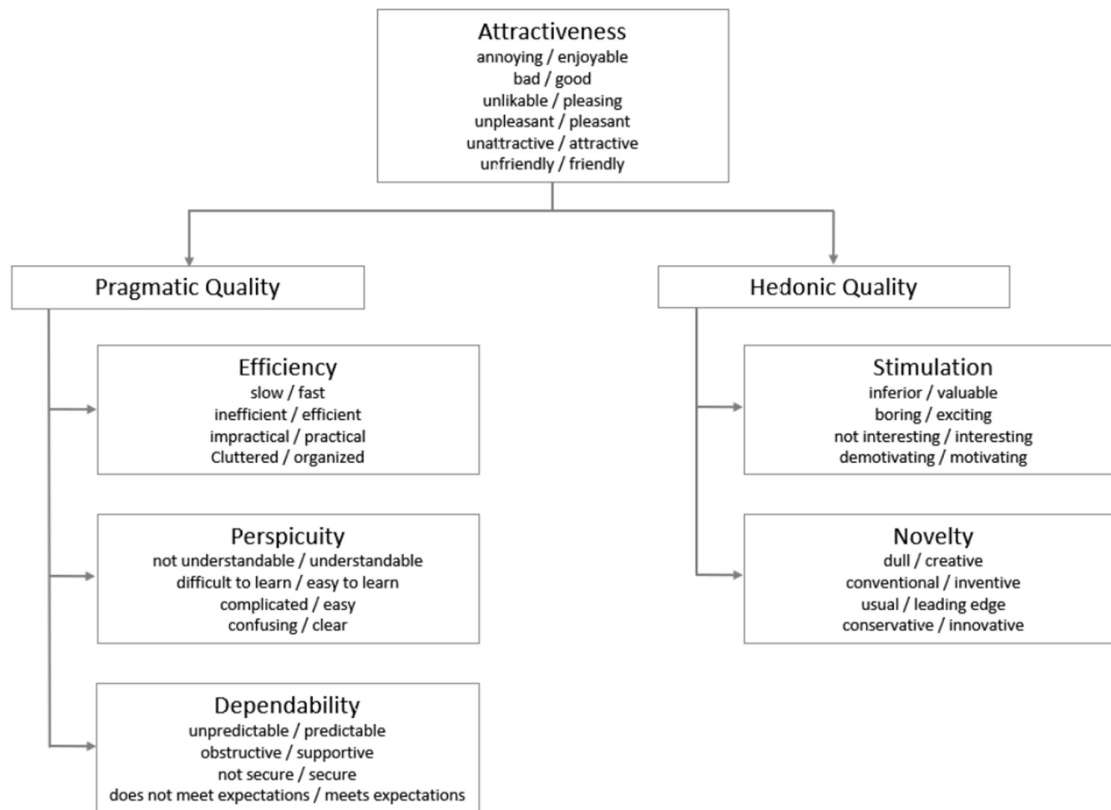 Attractiveness
annoying / enjoyable
bad / good
unlikable / pleasing
unpleasant / pleasant
unattractive / attractive
unfriendly / friendly
Pragmatic Quality
Hedonic Quality
Efficiency
slow / fast
inefficient / efficient
impractical / practical
Cluttered / organized
Perspicuity
not understandable / understandable
difficult to learn / easy to learn
complicated / easy
confusing / clear
Dependability
unpredictable / predictable
obstructive / supportive
not secure / secure
does not meet expectations / meets expectations
Stimulation
inferior / valuable
boring / exciting
not interesting / interesting
demotivating / motivating
Novelty
dull / creative
conventional / inventive
usual / leading edge
conservative / innovative